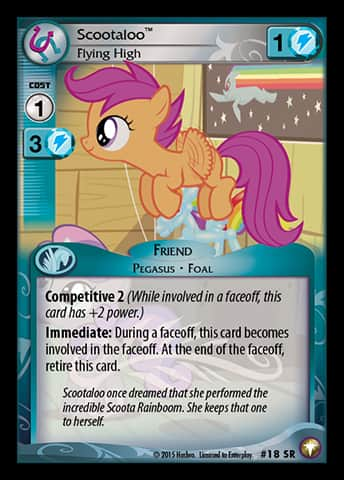 Scootaloo™
Flying High
1
COST
1
3
FRIEND
PEGASUS • FOAL
Competitive 2 (While involved in a faceoff, this
card has +2 power.)
Immediate: During a faceoff, this card becomes
involved in the faceoff. At the end of the faceoff,
retire this card.
Scootaloo once dreamed that she performed the
incredible Scoota Rainboom. She keeps that one
to herself.
© 2015 Hasbro. Licensed to Enterplay. #18 SR